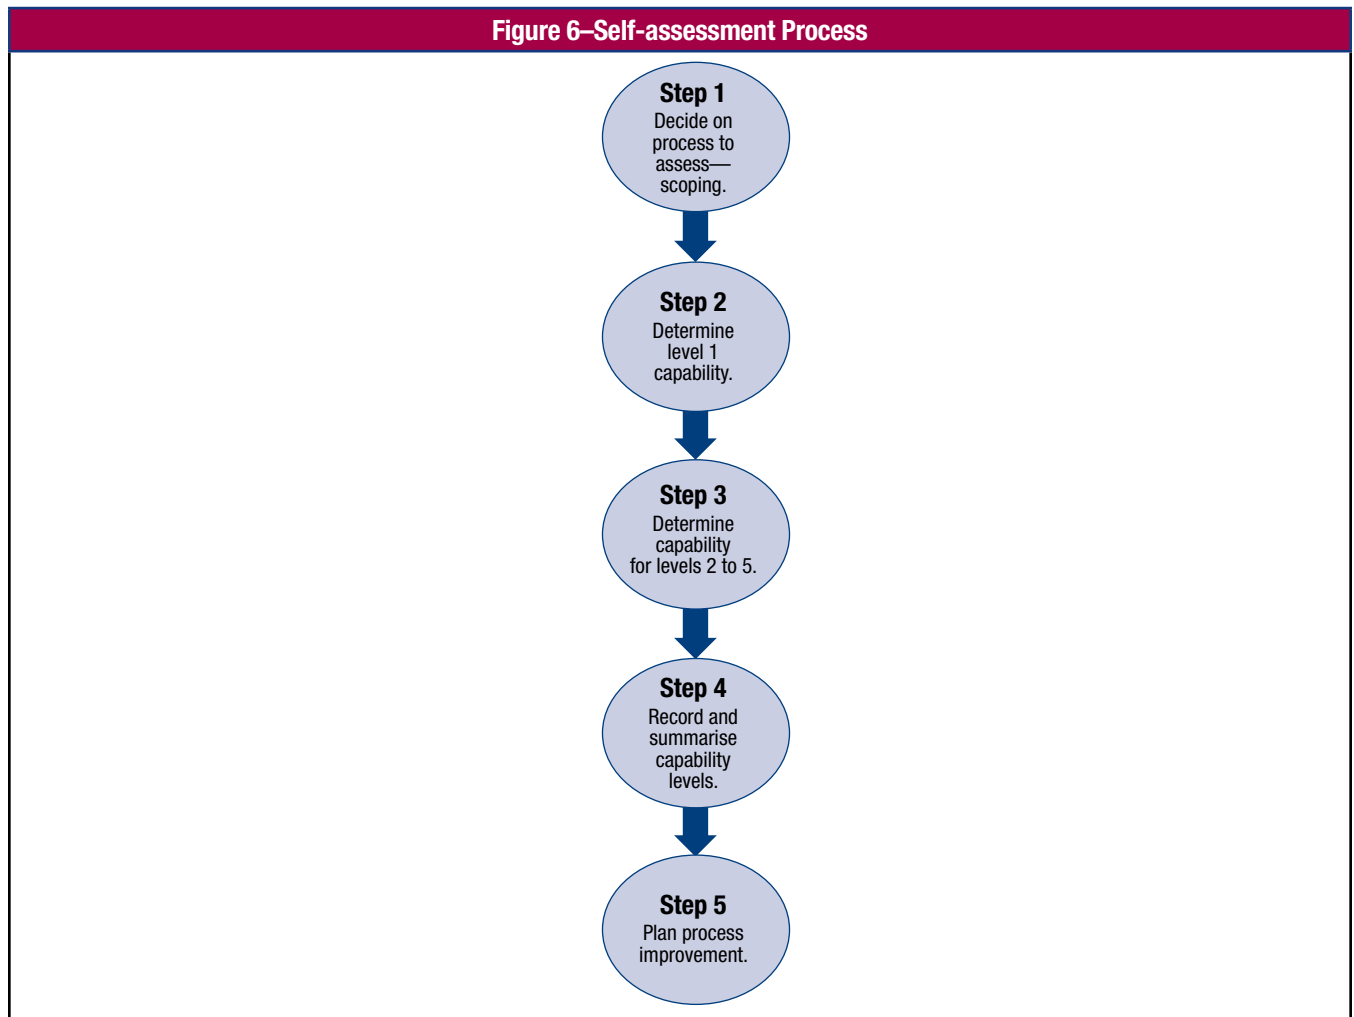 Figure 6–Self-assessment Process
Step 1
Decide on
process to
assess—
scoping.
Step 2
Determine
level 1
capability.
Step 3
Determine
capability
for levels 2 to 5.
Step 4
Record and
summarise
capability
levels.
Step 5
Plan process
improvement.